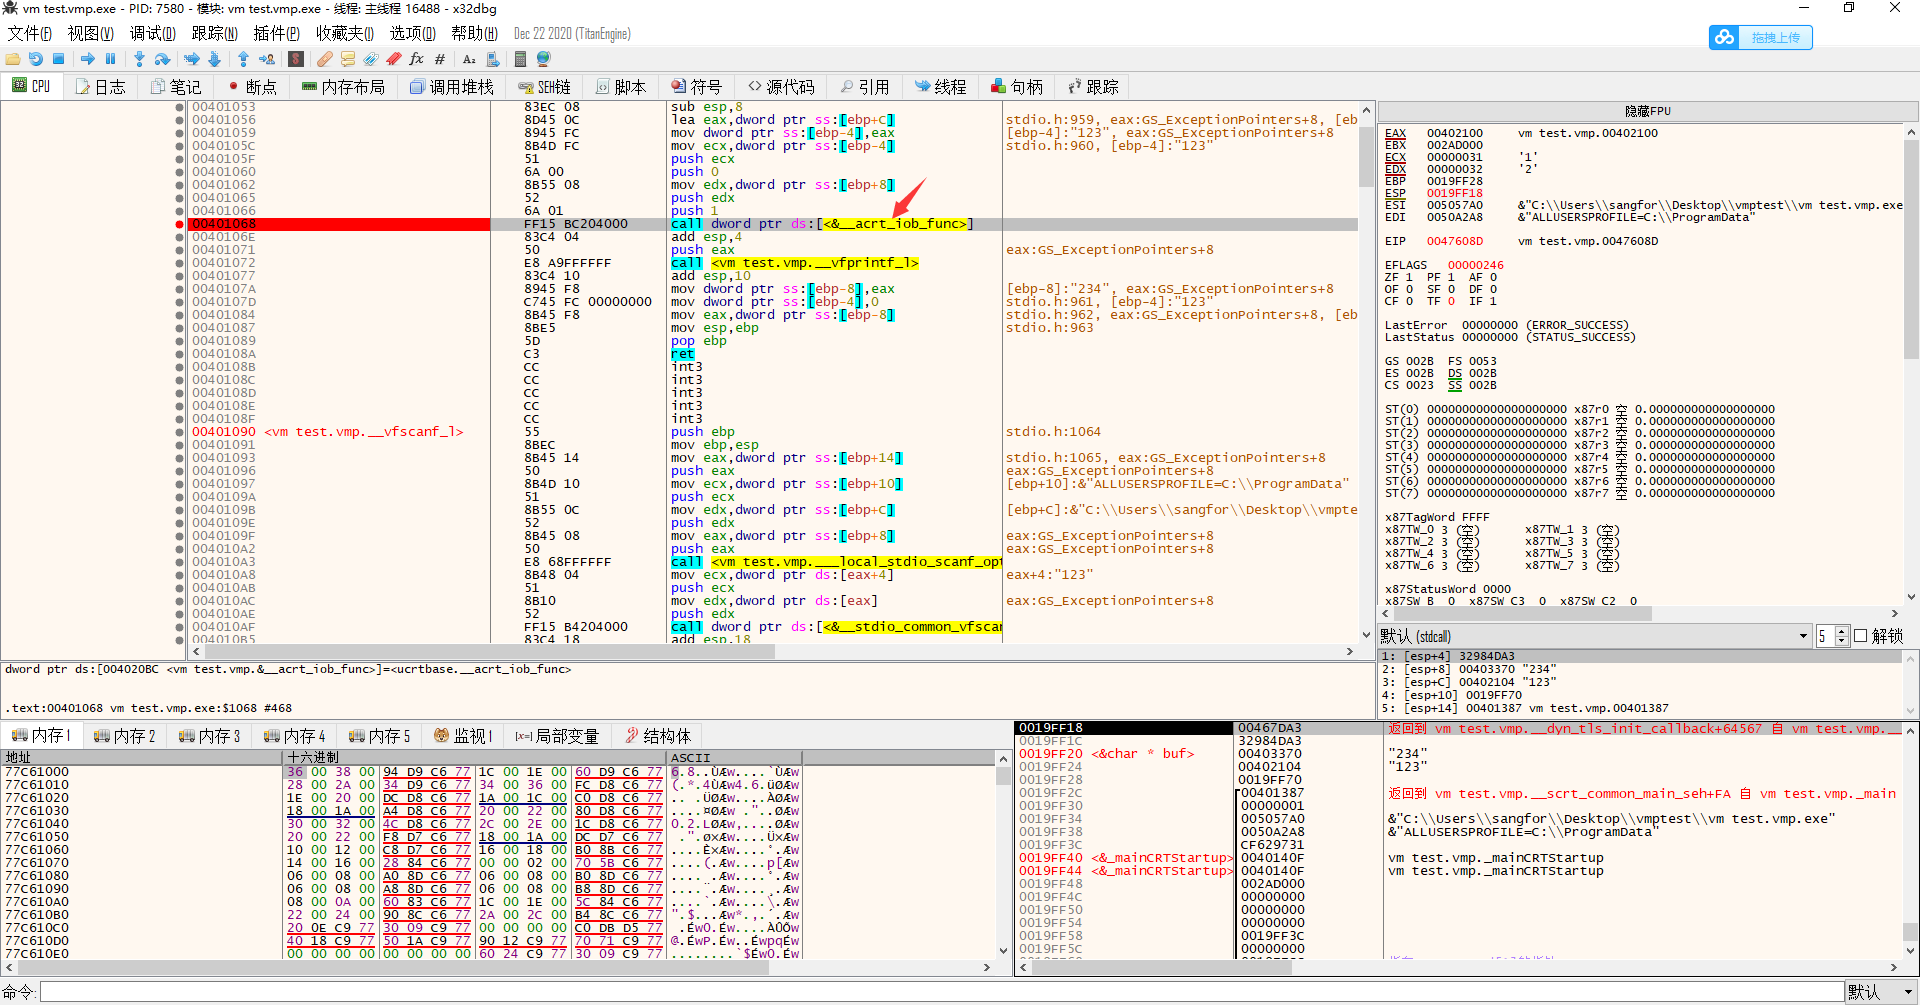 vm test.vmp.exe - PID: 7580 - 模块: vm test.vmp.exe - 线程: 主线程 16488 - x32dbg
文件(F) 视图(V) 调试(D) 跟踪(N) 插件(P) 收藏夹(I) 选项(O) 帮助(H) Dec 22 2020 (TitanEngine)
拖拽上传
CPU 日志 笔记 断点 内存布局 调用堆栈 SEH链 脚本 符号 源代码 引用 线程 句柄 跟踪
00401053 83EC 08 sub esp,8
00401056 8D45 0C lea eax,dword ptr ss:[ebp+C] stdio.h:959, eax:GS_ExceptionPointers+8, [eb
00401059 8945 FC mov dword ptr ss:[ebp-4],eax [ebp-4]:"123", eax:GS_ExceptionPointers+8
0040105C 8B4D FC mov ecx,dword ptr ss:[ebp-4] stdio.h:960, [ebp-4]:"123"
0040105F 51 push ecx
00401060 6A 00 push 0
00401062 8B55 08 mov edx,dword ptr ss:[ebp+8]
00401065 52 push edx
00401066 6A 01 push 1
00401068 FF15 BC204000 call dword ptr ds:[<&__acrt_iob_func>]
0040106E 83C4 04 add esp,4
00401071 50 push eax eax:GS_ExceptionPointers+8
00401072 E8 A9FFFFFF call <vm test.vmp.__vfprintf_l>
00401077 83C4 10 add esp,10
0040107A 8945 F8 mov dword ptr ss:[ebp-8],eax [ebp-8]:"234", eax:GS_ExceptionPointers+8
0040107D C745 FC 00000000 mov dword ptr ss:[ebp-4],0 stdio.h:961, [ebp-4]:"123"
00401084 8B45 F8 mov eax,dword ptr ss:[ebp-8] stdio.h:962, eax:GS_ExceptionPointers+8, [eb
00401087 8BE5 mov esp,ebp stdio.h:963
00401089 5D pop ebp
0040108A C3 ret
0040108B CC int3
0040108C CC int3
0040108D CC int3
0040108E CC int3
0040108F CC int3
00401090 <vm test.vmp.__vfscanf_l> 55 push ebp stdio.h:1064
00401091 8BEC mov ebp,esp
00401093 8B45 14 mov eax,dword ptr ss:[ebp+14] stdio.h:1065, eax:GS_ExceptionPointers+8
00401096 50 push eax eax:GS_ExceptionPointers+8
00401097 8B4D 10 mov ecx,dword ptr ss:[ebp+10] [ebp+10]:&"ALLUSERSPROFILE=C:\\ProgramData"
0040109A 51 push ecx
0040109B 8B55 0C mov edx,dword ptr ss:[ebp+C] [ebp+C]:&"C:\\Users\\sangfor\\Desktop\\vmpte
0040109E 52 push edx
0040109F 8B45 08 mov eax,dword ptr ss:[ebp+8] eax:GS_ExceptionPointers+8
004010A2 50 push eax eax:GS_ExceptionPointers+8
004010A3 E8 68FFFFFF call <vm test.vmp.___local_stdio_scanf_opt
004010A8 8B48 04 mov ecx,dword ptr ds:[eax+4] eax+4:"123"
004010AB 51 push ecx
004010AC 8B10 mov edx,dword ptr ds:[eax] eax:GS_ExceptionPointers+8
004010AE 52 push edx
004010AF FF15 B4204000 call dword ptr ds:[<&__stdio_common_vfscar
004010B5 83C4 18 add esp,18
dword ptr ds:[004020BC <vm test.vmp.&__acrt_iob_func>]=<ucrtbase.__acrt_iob_func>
.text:00401068 vm test.vmp.exe:$1068 #468
隐藏FPU
EAX 00402100 vm test.vmp.00402100
EBX 002AD000
ECX 00000031 '1'
EDX 00000032 '2'
EBP 0019FF28
ESP 0019FF18
ESI 005057A0 &"C:\\Users\\sangfor\\Desktop\\vmptest\\vm test.vmp.exe
EDI 0050A2A8 &"ALLUSERSPROFILE=C:\\ProgramData"
EIP 0047608D vm test.vmp.0047608D
EFLAGS 00000246
ZF 1 PF 1 AF 0
OF 0 SF 0 DF 0
CF 0 TF 0 IF 1
LastError 00000000 (ERROR_SUCCESS)
LastStatus 00000000 (STATUS_SUCCESS)
GS 002B FS 0053
ES 002B DS 002B
CS 0023 SS 002B
ST(0) 00000000000000000000 x87r0 空 0.000000000000000000
ST(1) 00000000000000000000 x87r1 空 0.000000000000000000
ST(2) 00000000000000000000 x87r2 空 0.000000000000000000
ST(3) 00000000000000000000 x87r3 空 0.000000000000000000
ST(4) 00000000000000000000 x87r4 空 0.000000000000000000
ST(5) 00000000000000000000 x87r5 空 0.000000000000000000
ST(6) 00000000000000000000 x87r6 空 0.000000000000000000
ST(7) 00000000000000000000 x87r7 空 0.000000000000000000
x87TagWord FFFF
x87TW_0 3 (空) x87TW_1 3 (空)
x87TW_2 3 (空) x87TW_3 3 (空)
x87TW_4 3 (空) x87TW_5 3 (空)
x87TW_6 3 (空) x87TW_7 3 (空)
x87StatusWord 0000
x87SW_B 0 x87SW_C3 0 x87SW_C2 0
默认 (stdcall) 5 解锁
1: [esp+4] 32984DA3
2: [esp+8] 00403370 "234"
3: [esp+C] 00402104 "123"
4: [esp+10] 0019FF70
5: [esp+14] 00401387 vm test.vmp.00401387
内存 1 内存 2 内存 3 内存 4 内存 5 监视 1 [x=] 局部变量 结构体
地址 十六进制 ASCII
77C61000 36 00 38 00 94 D9 C6 77 1C 00 1E 00 60 D9 C6 77 6.8..ÙÆw....`ÙÆw
77C61010 28 00 2A 00 34 D9 C6 77 34 00 36 00 FC D8 C6 77 (.*.4ÙÆw4.6.üØÆw
77C61020 1E 00 20 00 DC D8 C6 77 1A 00 1C 00 C0 D8 C6 77 .. .ÜØÆw....ÀØÆw
77C61030 18 00 1A 00 A4 D8 C6 77 20 00 22 00 80 D8 C6 77 ....¤ØÆw .".​.ØÆw
77C61040 30 00 32 00 4C D8 C6 77 2C 00 2E 00 1C D8 C6 77 0.2.LØÆw,....ØÆw
77C61050 20 00 22 00 F8 D7 C6 77 18 00 1A 00 DC D7 C6 77 .".ø×Æw....Ü×Æw
77C61060 10 00 12 00 C8 D7 C6 77 16 00 18 00 B0 8B C6 77 ....È×Æw....°.Æw
77C61070 14 00 16 00 28 84 C6 77 00 00 02 00 70 5B C6 77 ....(.Æw....p[Æw
77C61080 06 00 08 00 A0 8D C6 77 06 00 08 00 B0 8D C6 77 .... .Æw....°.Æw
77C61090 06 00 08 00 A8 8D C6 77 06 00 08 00 B8 8D C6 77 ....¨.Æw....¸.Æw
77C610A0 08 00 0A 00 60 83 C6 77 1C 00 1E 00 5C 84 C6 77 ....`.Æw....\.Æw
77C610B0 22 00 24 00 90 8C C6 77 2A 00 2C 00 B4 8C C6 77 ".$...Æw*.,.´.Æw
77C610C0 20 0E C9 77 30 09 C9 77 00 00 00 00 C0 DB D5 77 .Éw0.Éw....ÀÛÕw
77C610D0 40 18 C9 77 50 1A C9 77 90 12 C9 77 70 71 C9 77 @.ÉwP.Éw..ÉwpqÉw
77C610E0 00 00 00 00 00 00 00 00 60 24 C9 77 30 09 C9 77 ........`$Éw0.Éw
0019FF18 00467DA3 返回到 vm test.vmp.__dyn_tls_init_callback+64567 自 vm test.vmp.__
0019FF1C 32984DA3
0019FF20 <&char * buf> 00403370 "234"
0019FF24 00402104 "123"
0019FF28 0019FF70
0019FF2C 00401387 返回到 vm test.vmp.__scrt_common_main_seh+FA 自 vm test.vmp._main
0019FF30 00000001
0019FF34 005057A0 &"C:\\Users\\sangfor\\Desktop\\vmptest\\vm test.vmp.exe"
0019FF38 0050A2A8 &"ALLUSERSPROFILE=C:\\ProgramData"
0019FF3C CF629731
0019FF40 <&_mainCRTStartup> 0040140F vm test.vmp._mainCRTStartup
0019FF44 <&_mainCRTStartup> 0040140F vm test.vmp._mainCRTStartup
0019FF48 002AD000
0019FF4C 00000000
0019FF50 00000000
0019FF54 00000000
0019FF58 0019FF3C
0019FF5C 00000000
命令: 默认